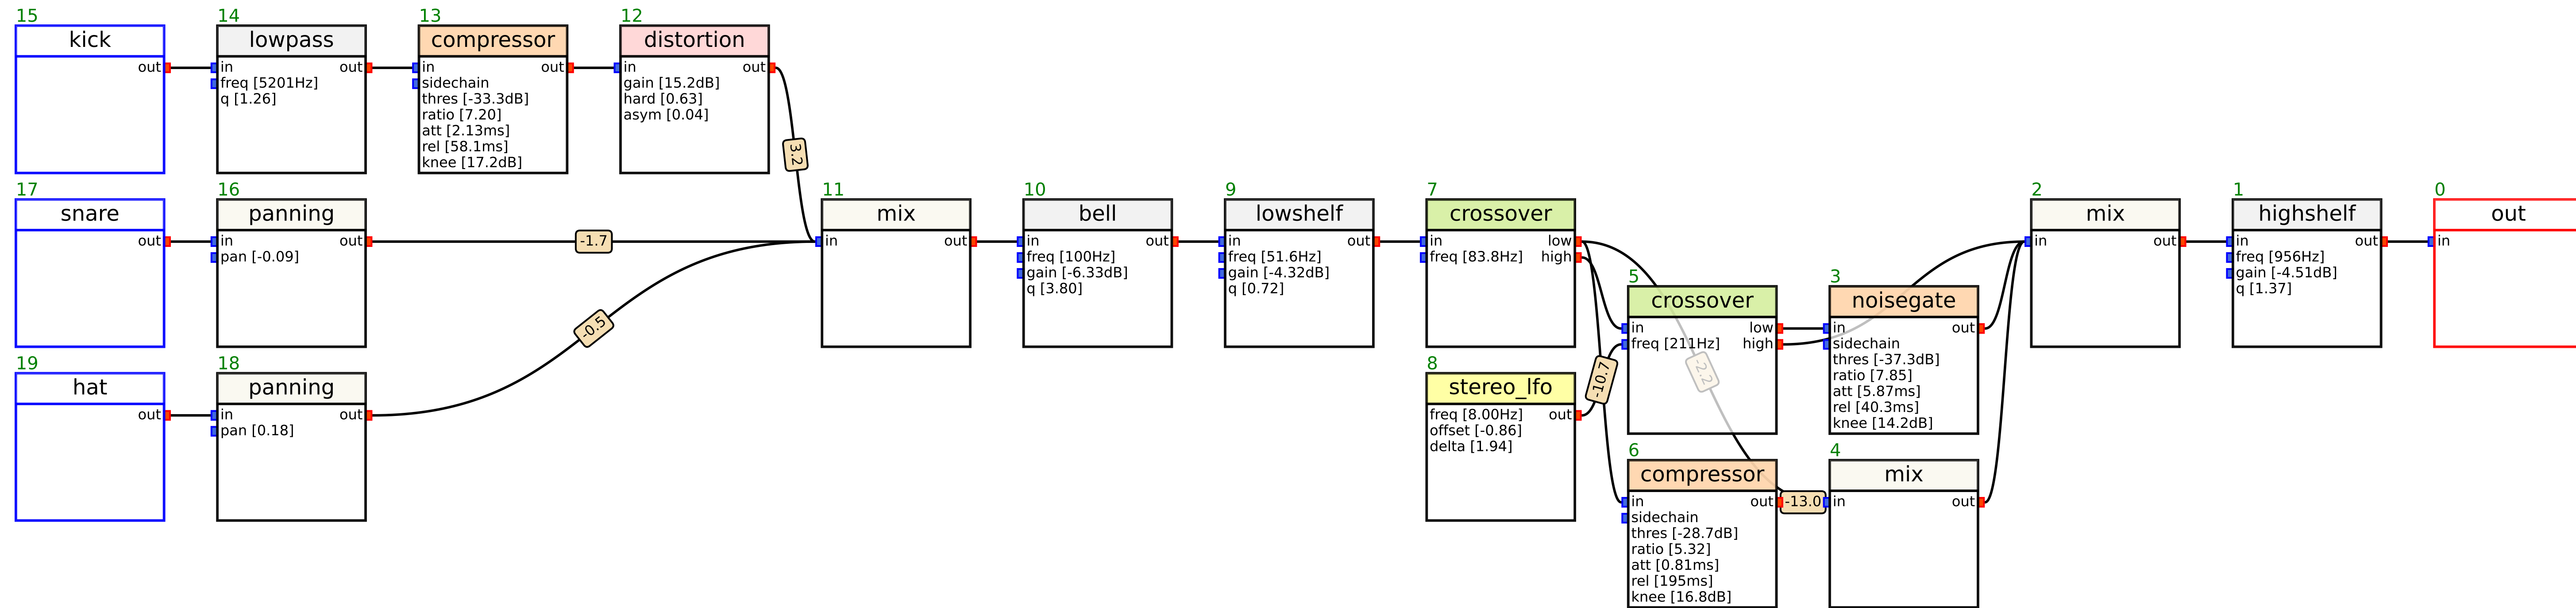 15
kick
out
14
lowpass
in out
freq [5201Hz]
q [1.26]
13
compressor
in out
sidechain
thres [-33.3dB]
ratio [7.20]
att [2.13ms]
rel [58.1ms]
knee [17.2dB]
12
distortion
in out
gain [15.2dB]
hard [0.63]
asym [0.04]
3.2
17
snare
out
16
panning
in out
pan [-0.09]
-1.7
19
hat
out
18
panning
in out
pan [0.18]
-0.5
11
mix
in out
10
bell
in out
freq [100Hz]
gain [-6.33dB]
q [3.80]
9
lowshelf
in out
freq [51.6Hz]
gain [-4.32dB]
q [0.72]
7
crossover
in low
freq [83.8Hz] high
8
stereo_lfo
freq [8.00Hz] out
offset [-0.86]
delta [1.94]
-10.7
5
crossover
in low
freq [211Hz] high
-2.2
6
compressor
in out
sidechain
thres [-28.7dB]
ratio [5.32]
att [0.81ms]
rel [195ms]
knee [16.8dB]
-13.0
3
noisegate
in out
sidechain
thres [-37.3dB]
ratio [7.85]
att [5.87ms]
rel [40.3ms]
knee [14.2dB]
4
mix
in out
2
mix
in out
1
highshelf
in out
freq [956Hz]
gain [-4.51dB]
q [1.37]
0
out
in